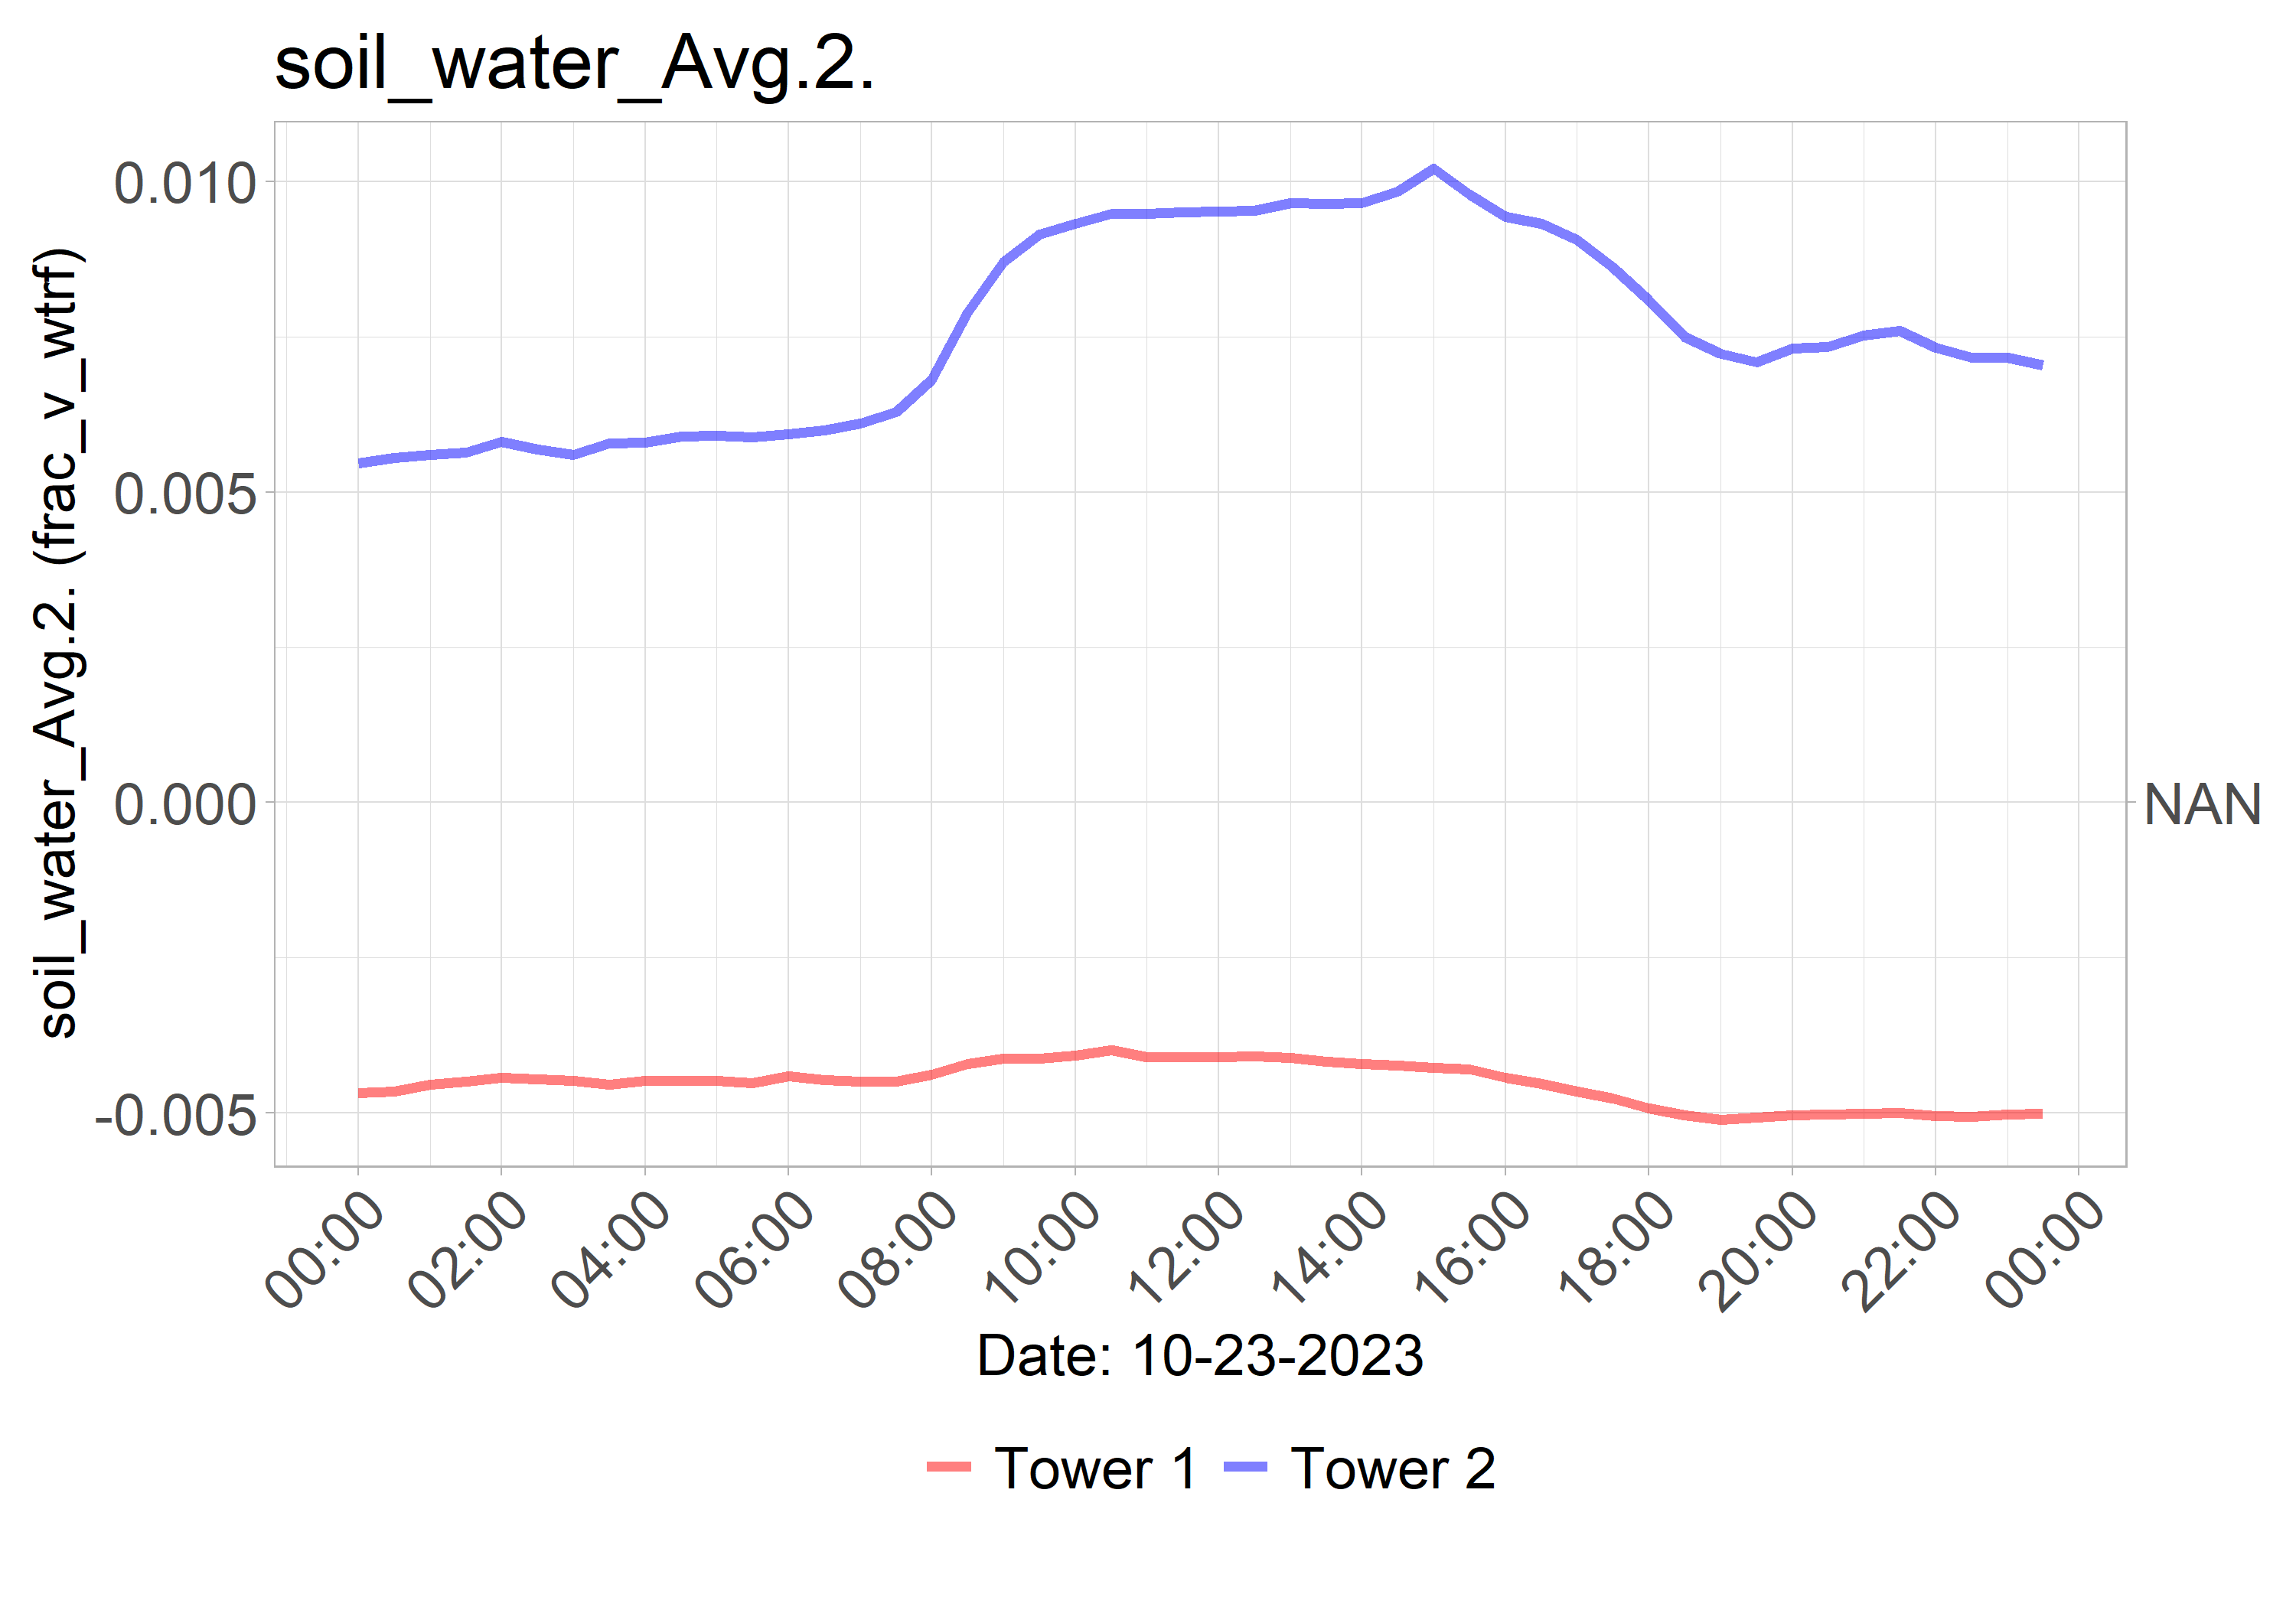 soil_water_Avg.2.
soil_water_Avg.2. (frac_v_wtrf)
0.010
0.005
0.000
-0.005
NAN
00:00
02:00
04:00
06:00
08:00
10:00
12:00
14:00
16:00
18:00
20:00
22:00
00:00
Date: 10-23-2023
Tower 1
Tower 2